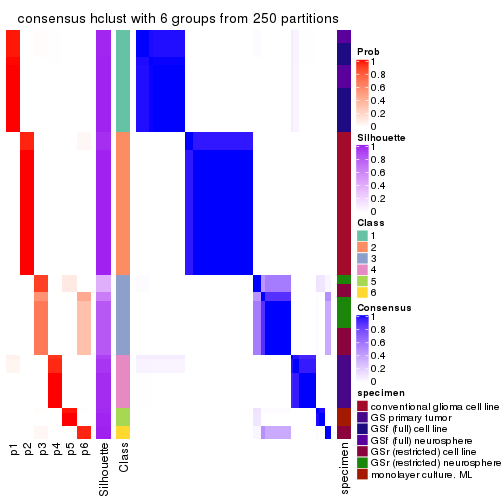 consensus hclust with 6 groups from 250 partitions
Prob
1
0.8
0.6
0.4
0.2
0
Silhouette
1
0.8
0.6
0.4
0.2
0
Class
1
2
3
4
5
6
Consensus
1
0.8
0.6
0.4
0.2
0
specimen
conventional glioma cell line
GS primary tumor
GSf (full) cell line
GSf (full) neurosphere
GSr (restricted) cell line
GSr (restricted) neurosphere
monolayer culture. ML
p1
p2
p3
p4
p5
p6
Silhouette
Class
specimen